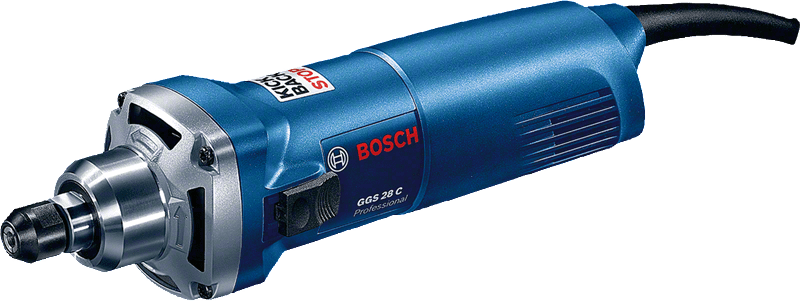 KICK
BACK
STOP
BOSCH
GGS 28 C
Professional